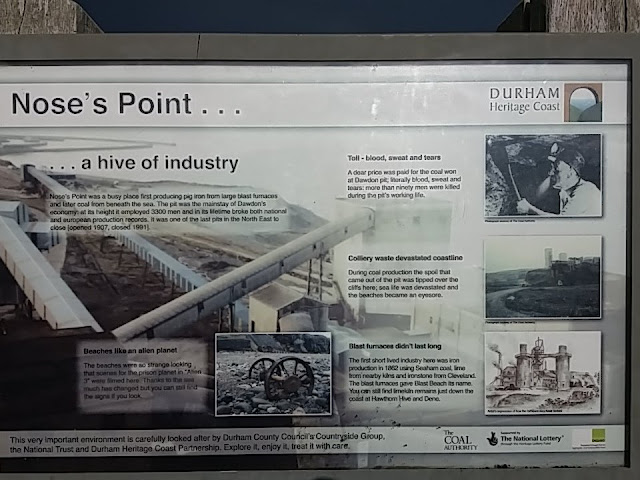 Nose's Point . . .
DURHAM
Heritage Coast
. . . a hive of industry
Nose's Point was a busy place first producing pig iron from large blast furnaces
and later coal from beneath the sea. The pit was the mainstay of Dawdon's
economy: at its height it employed 3300 men and in its lifetime broke both national
and european production records. It was one of the last pits in the North East to
close [opened 1907, closed 1991].
Toll - blood, sweat and tears
A dear price was paid for the coal won
at Dawdon pit; literally blood, sweat and
tears: more than ninety men were killed
during the pit's working life.
Colliery waste devastated coastline
During coal production the spoil that
came out of the pit was tipped over the
cliffs here; sea life was devastated and
the beaches became an eyesore.
Beaches like an alien planet
The beaches were so strange looking
that scenes for the prison planet in "Alien
3" were filmed here. Thanks to the sea
much has changed but you can still find
the signs if you look.
Blast furnaces didn't last long
The first short lived industry here was iron
production in 1862 using Seaham coal, lime
from nearby kilns and ironstone from Cleveland.
The blast furnaces gave Blast Beach its name.
You can still find limekiln remains just down the
coast at Hawthorn Hive and Dene.
This very important environment is carefully looked after by Durham County Council's Countryside Group,
the National Trust and Durham Heritage Coast Partnership. Explore it, enjoy it, treat it with care.
The
COAL
AUTHORITY
Supported by
The National Lottery
through the Heritage Lottery Fund